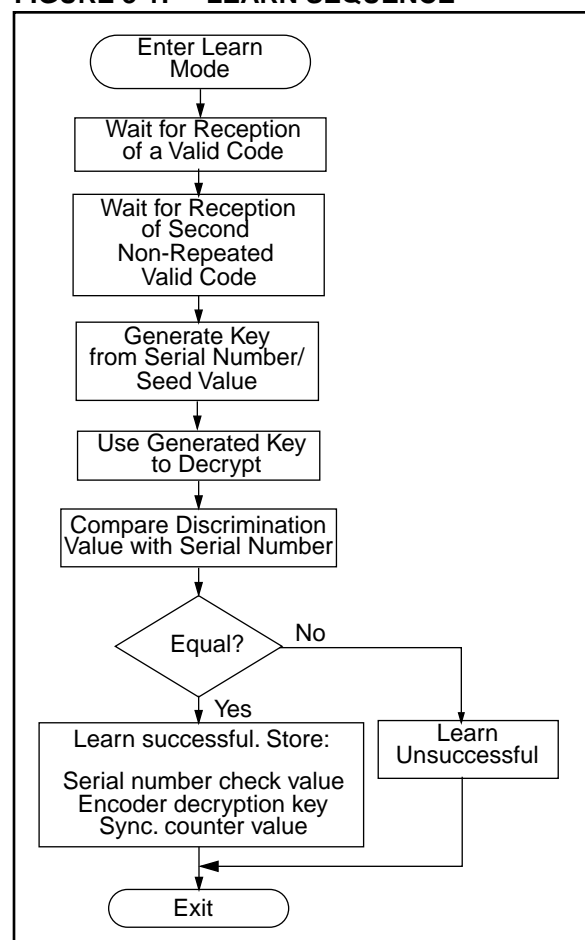 LEARN SEQUENCE
Enter Learn
Mode
Wait for Reception
of a Valid Code
Wait for Reception
of Second
Non-Repeated
Valid Code
Generate Key
from Serial Number/
Seed Value
Use Generated Key
to Decrypt
Compare Discrimination
Value with Serial Number
Equal?
No
Yes
Learn successful. Store:
Serial number check value
Encoder decryption key
Sync. counter value
Learn
Unsuccessful
Exit